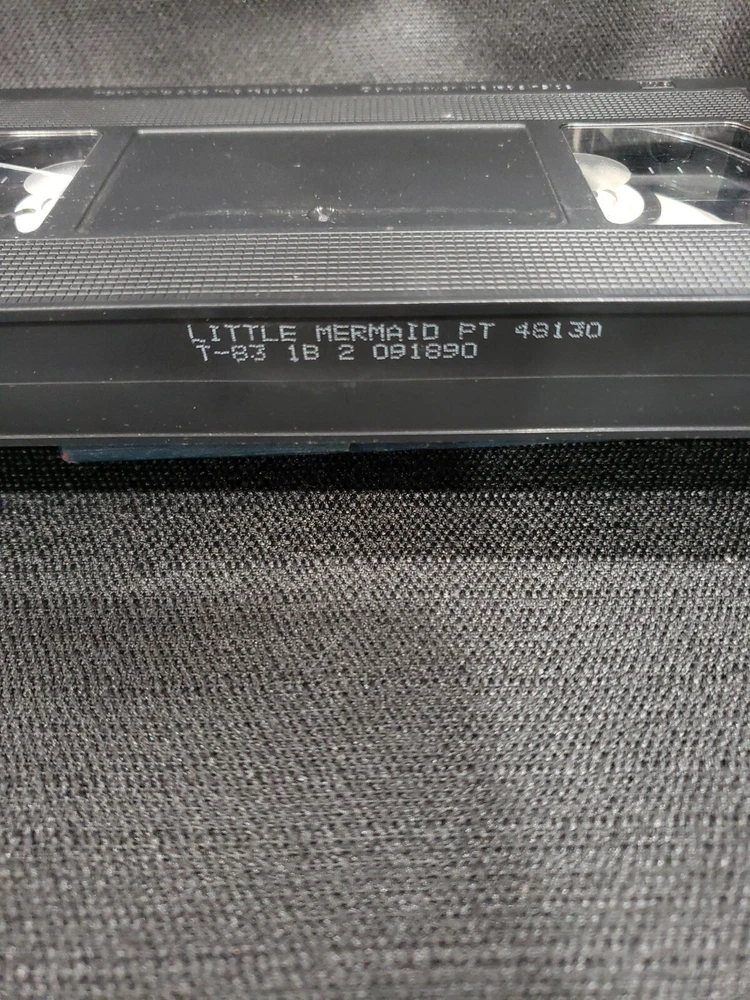 LITTLE MERMAID PT 48130
T-83 1B 2 091890